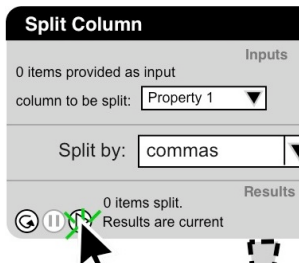 Split Column
Inputs
0 items provided as input
column to be split: Property 1
Split by: commas
Results
0 items split.
Results are current